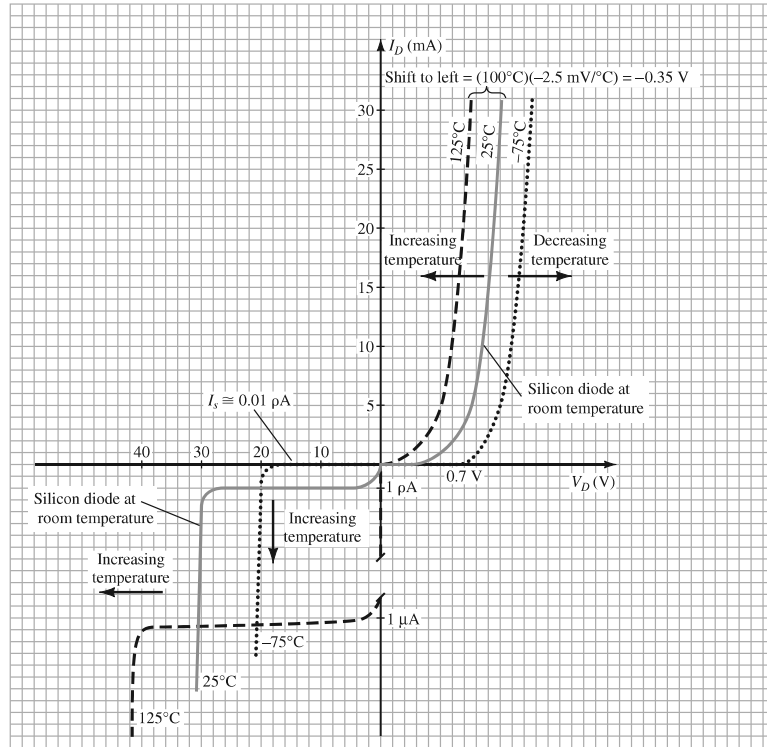 I_D (mA)
Shift to left = (100°C)(–2.5 mV/°C) = –0.35 V
30
125°C
25°C
–75°C
25
20
Increasing
temperature
Decreasing
temperature
15
10
Silicon diode at
room temperature
5
I_s ≅ 0.01 ρA
40
30
20
10
0.7 V
V_D (V)
1 ρA
Silicon diode at
room temperature
Increasing
temperature
Increasing
temperature
1 μA
–75°C
25°C
125°C